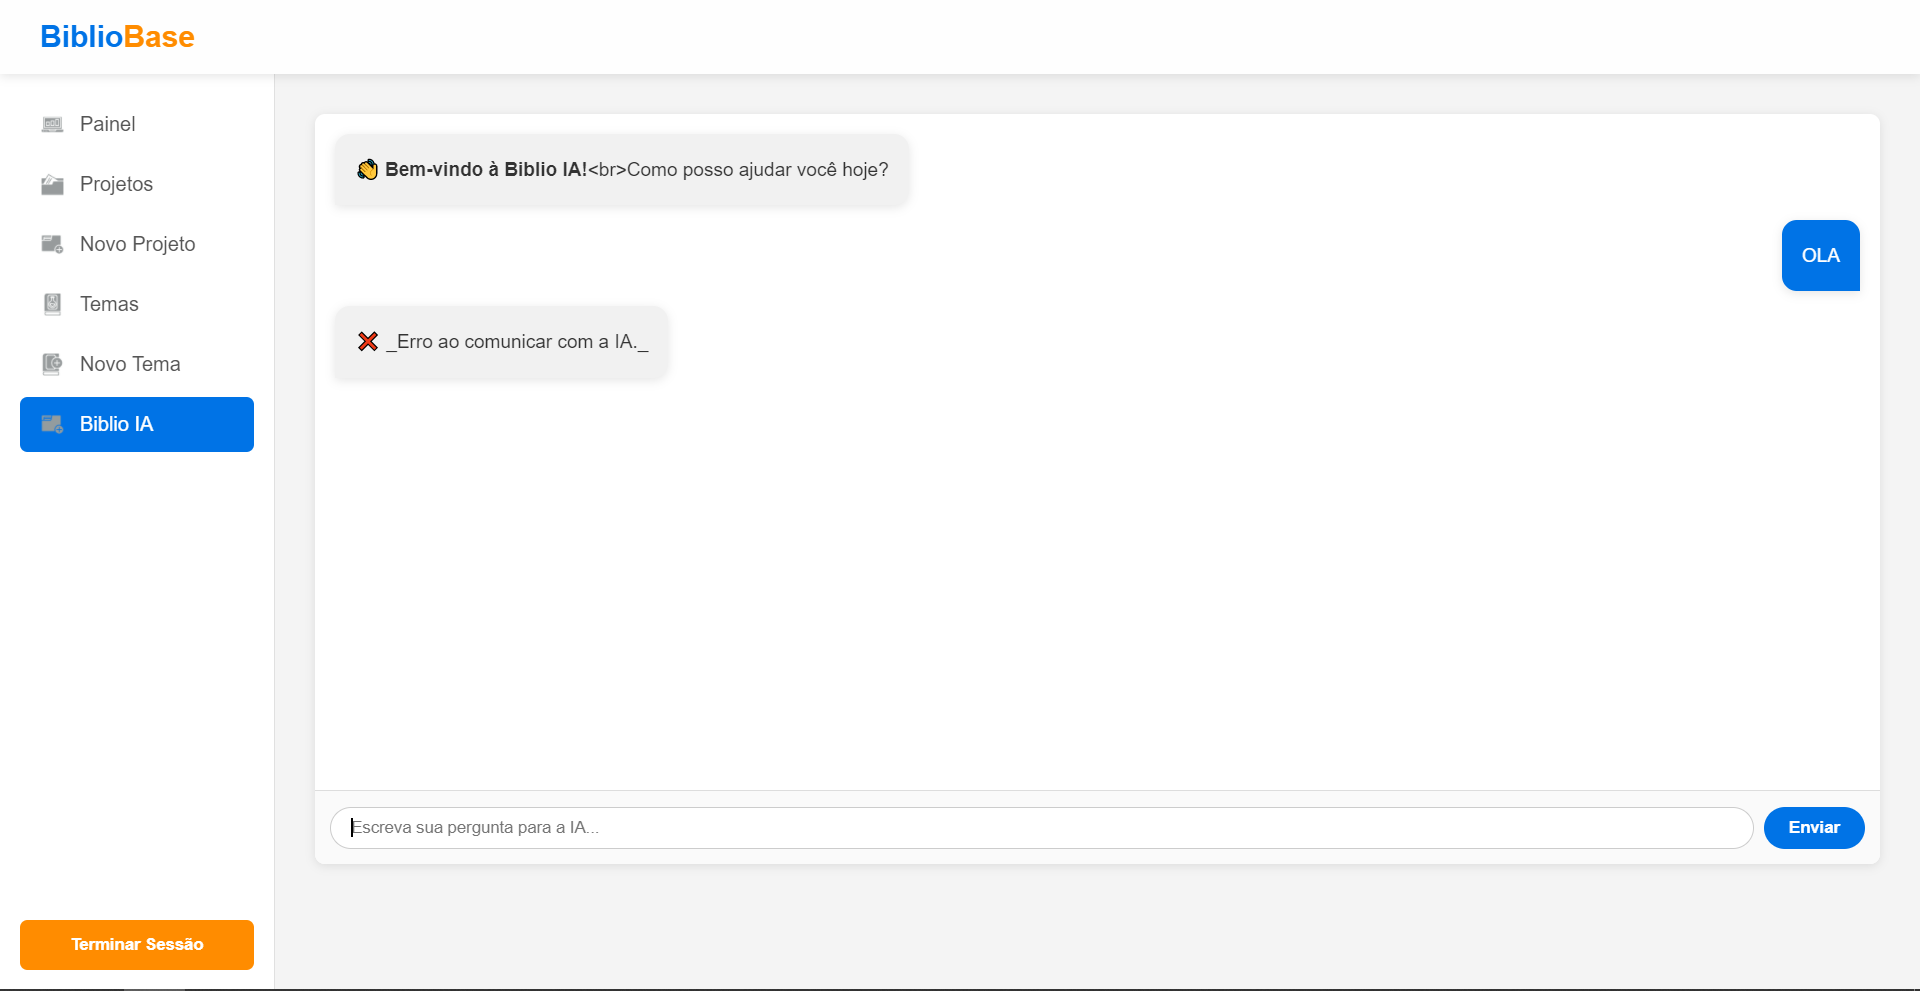 BiblioBase
Painel
Projetos
Novo Projeto
Temas
Novo Tema
Biblio IA
Terminar Sessão
👋 Bem-vindo à Biblio IA!<br>Como posso ajudar você hoje?
OLA
❌ _Erro ao comunicar com a IA._
Escreva sua pergunta para a IA...
Enviar